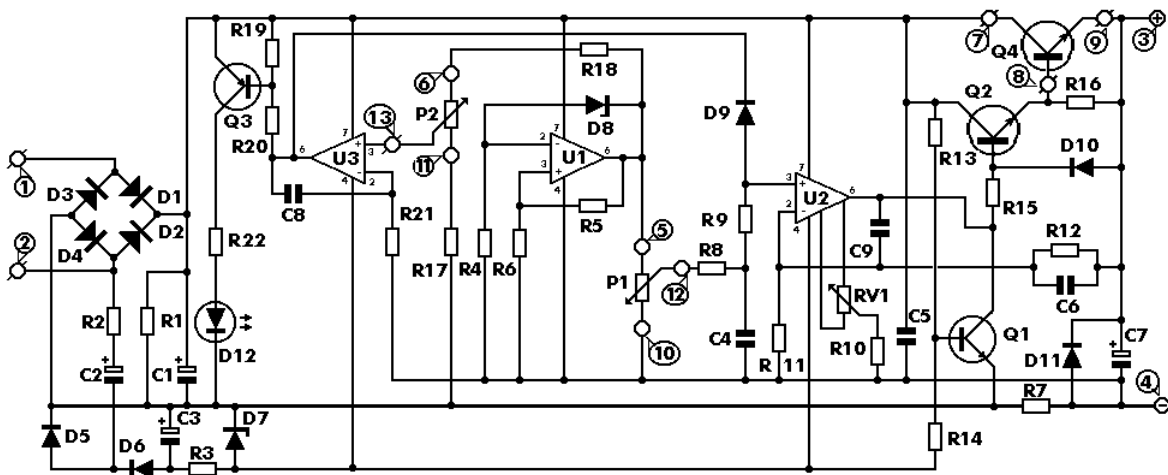 R19
7
9
3
+
Q4
6
R18
8
R16
Q2
P2
D9
Q3
13
D8
7
+
3
6
U3
-
4
2
R20
11
7
2
-
6
U1
+
3
4
R13
D10
1
D3
D1
7
3
+
6
U2
2
-
4
R15
C8
R21
R5
R9
2
D4
D2
5
R12
R22
R17
R4
R6
R8
C9
P1
12
RV1
C6
R2
R1
C5
Q1
D12
10
C4
R 11
R10
D11
C7
+
C2
+
C1
+
4
R7
-
C3
+
D7
D5
D6
R3
R14